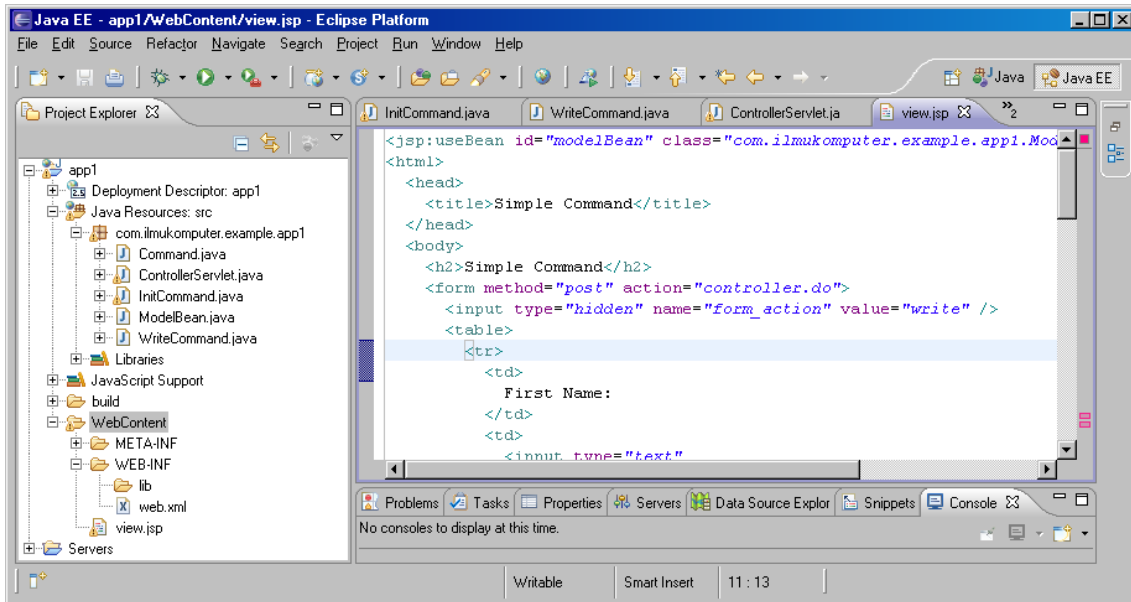 Java EE - app1/WebContent/view.jsp - Eclipse Platform
File Edit Source Refactor Navigate Search Project Run Window Help
Java Java EE
Project Explorer
app1
2.5 Deployment Descriptor: app1
Java Resources: src
com.ilmukomputer.example.app1
Command.java
ControllerServlet.java
InitCommand.java
ModelBean.java
WriteCommand.java
Libraries
JavaScript Support
build
WebContent
META-INF
WEB-INF
lib
web.xml
view.jsp
Servers
InitCommand.java WriteCommand.java ControllerServlet.ja view.jsp »2
<jsp:useBean id="modelBean" class="com.ilmukomputer.example.app1.Mod
<html>
<head>
<title>Simple Command</title>
</head>
<body>
<h2>Simple Command</h2>
<form method="post" action="controller.do">
<input type="hidden" name="form_action" value="write" />
<table>
<tr>
<td>
First Name:
</td>
<td>
<input type="text"
Problems Tasks Properties Servers Data Source Explor Snippets Console
No consoles to display at this time.
Writable Smart Insert 11 : 13